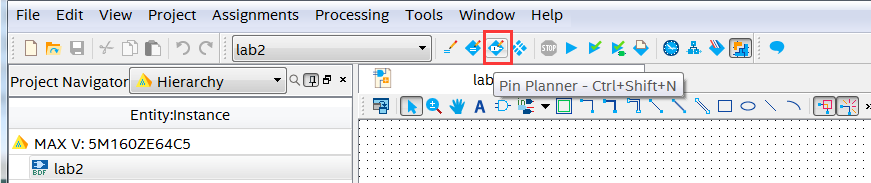 File Edit View Project Assignments Processing Tools Window Help
lab2
STOP
Project Navigator Hierarchy
lab
Pin Planner - Ctrl+Shift+N
Entity:Instance
A
MAX V: 5M160ZE64C5
BDF lab2